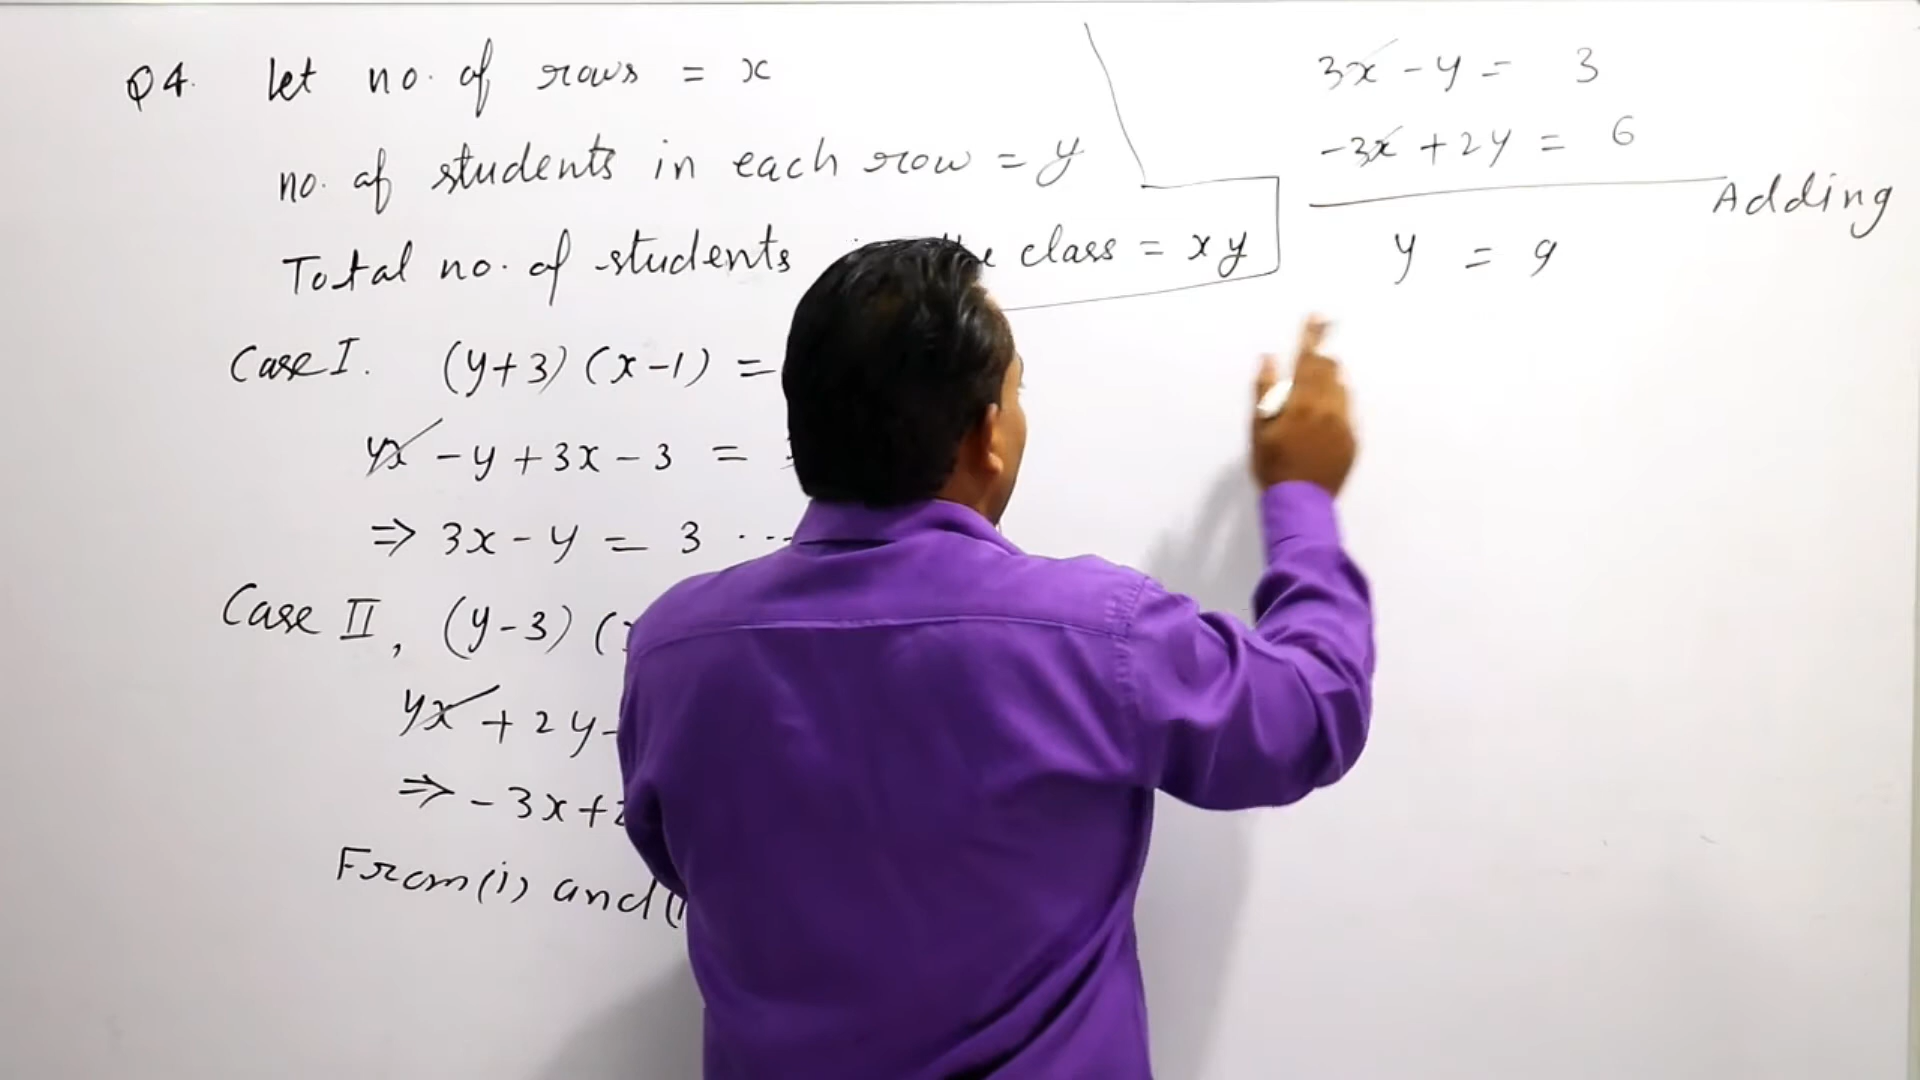 Q4. let no. of rows = x
no. of students in each row = y
Total no. of students the class = xy
Case I. (y+3) (x-1) =
yx - y + 3x - 3 =
⇒ 3x - y = 3 ...
Case II, (y-3) (
yx + 2y -
⇒ -3x +
From (i) and (
3x - y = 3
-3x + 2y = 6
Adding
y = 9